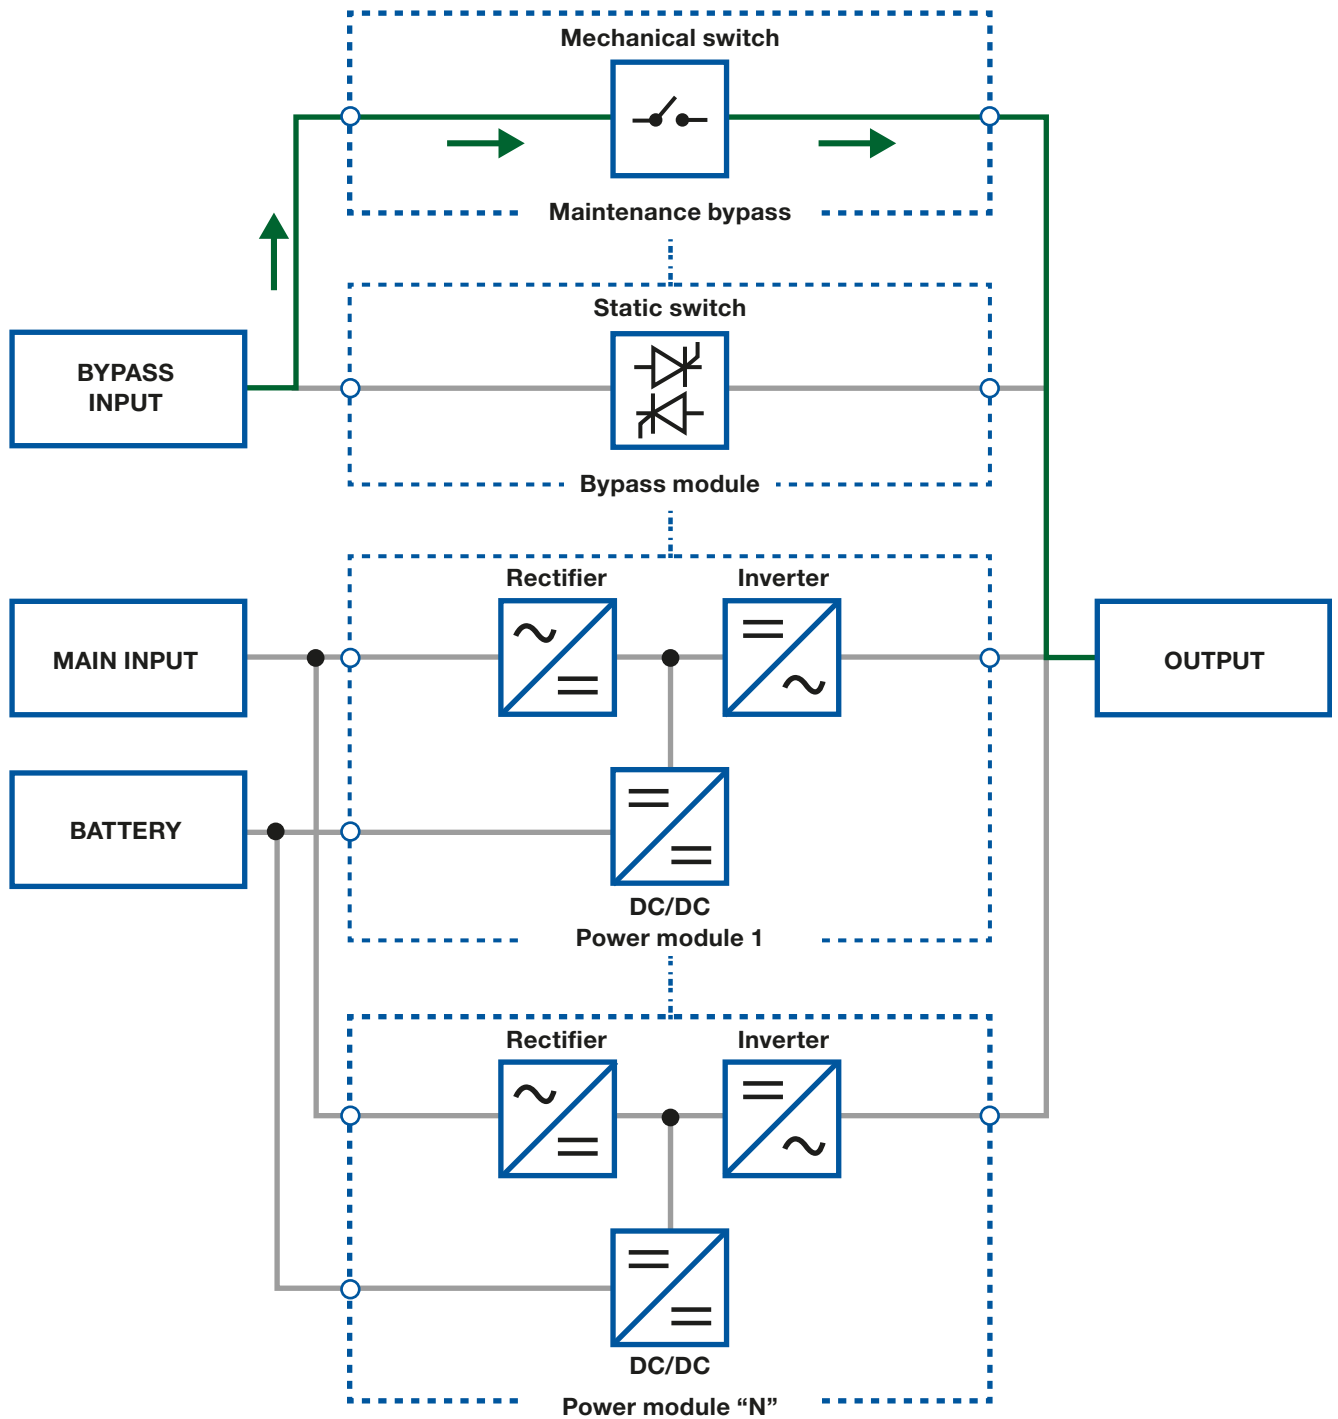 Mechanical switch
Maintenance bypass
Static switch
BYPASS
INPUT
Bypass module
Rectifier
Inverter
MAIN INPUT
OUTPUT
BATTERY
DC/DC
Power module 1
Rectifier
Inverter
DC/DC
Power module “N”